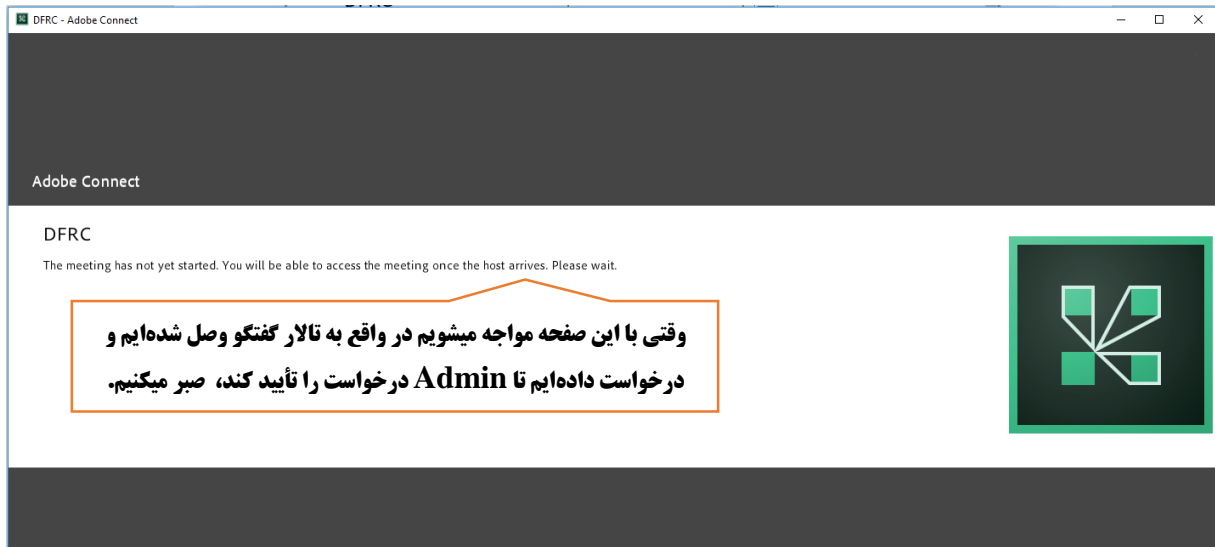 DFRC - Adobe Connect
Adobe Connect
DFRC
The meeting has not yet started. You will be able to access the meeting once the host arrives. Please wait.
وقتی با این صفحه مواجه میشویم در واقع به تالار گفتگو وصل شده‌ایم و
درخواست داده‌ایم تا Admin درخواست را تأیید کند، صبر میکنیم.